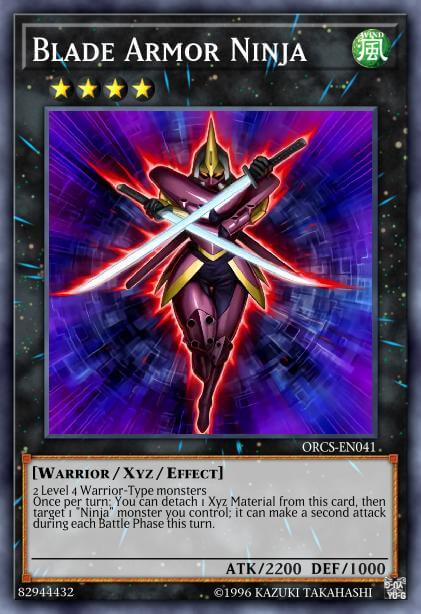 BLADE ARMOR NINJA
WIND
風
ORCS-EN041
[WARRIOR / XYZ / EFFECT]
2 Level 4 Warrior-Type monsters
Once per turn: You can detach 1 Xyz Material from this card, then
target 1 "Ninja" monster you control; it can make a second attack
during each Battle Phase this turn.
ATK/2200 DEF/1000
82944432
©1996 KAZUKI TAKAHASHI